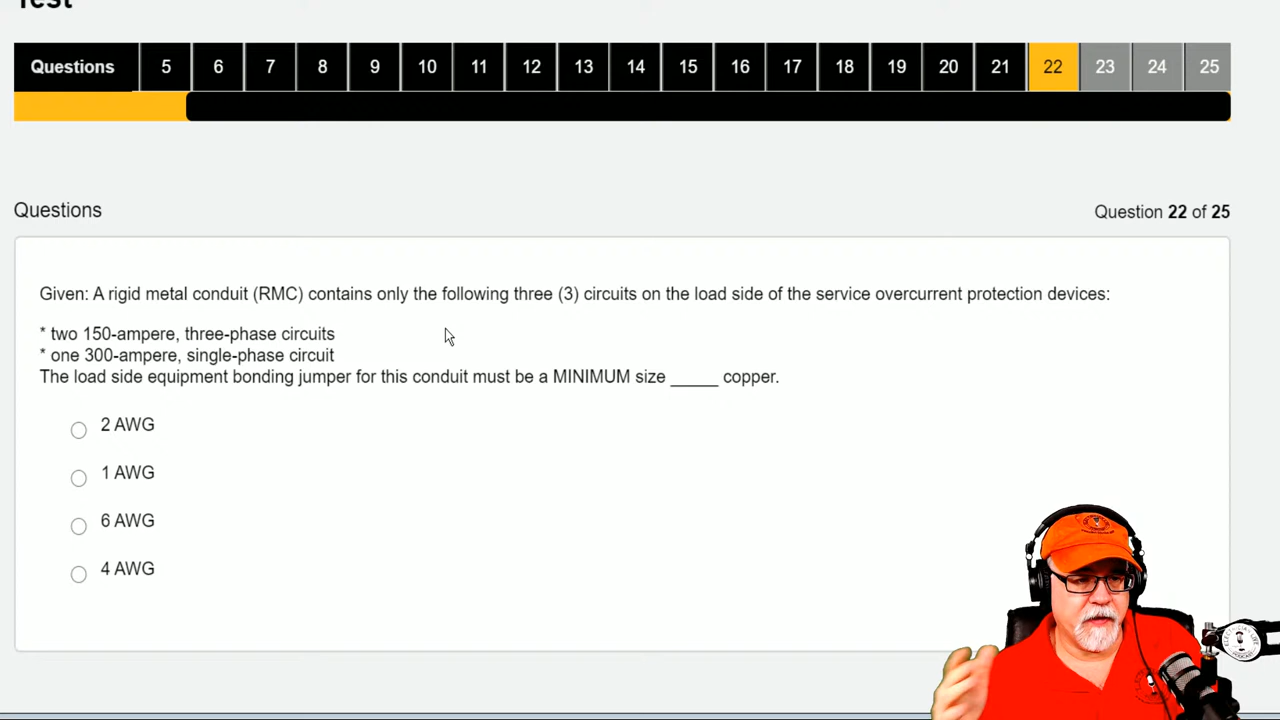 Test
Questions 5 6 7 8 9 10 11 12 13 14 15 16 17 18 19 20 21 22 23 24 25
Questions
Question 22 of 25
Given: A rigid metal conduit (RMC) contains only the following three (3) circuits on the load side of the service overcurrent protection devices:
* two 150-ampere, three-phase circuits
* one 300-ampere, single-phase circuit
The load side equipment bonding jumper for this conduit must be a MINIMUM size _____ copper.
2 AWG
1 AWG
6 AWG
4 AWG